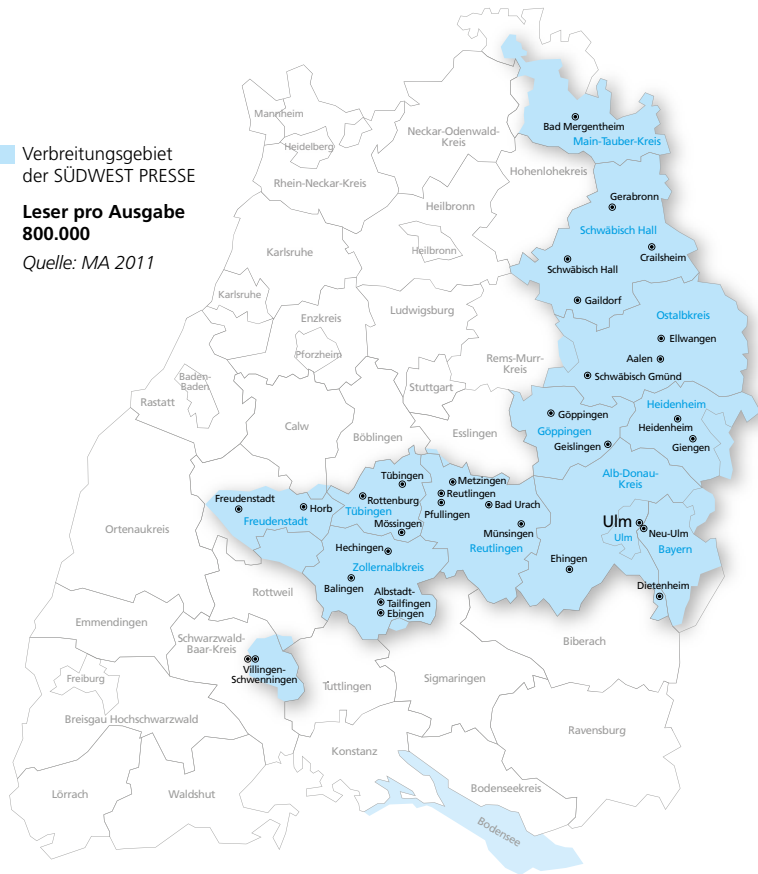 Verbreitungsgebiet
der SÜDWEST PRESSE
Leser pro Ausgabe
800.000
Quelle: MA 2011
Mannheim
Heidelberg
Rhein-Neckar-Kreis
Neckar-Odenwald-
Kreis
Bad Mergentheim
Main-Tauber-Kreis
Hohenlohekreis
Heilbronn
Heilbronn
Gerabronn
Schwäbisch Hall
Crailsheim
Schwäbisch Hall
Gaildorf
Karlsruhe
Karlsruhe
Enzkreis
Pforzheim
Ludwigsburg
Ostalbkreis
Ellwangen
Aalen
Schwäbisch Gmünd
Rems-Murr-
Kreis
Stuttgart
Baden-
Baden
Rastatt
Calw
Böblingen
Esslingen
Göppingen
Göppingen
Geislingen
Heidenheim
Heidenheim
Giengen
Alb-Donau-
Kreis
Tübingen
Rottenburg
Tübingen
Mössingen
Metzingen
Reutlingen
Pfullingen
Bad Urach
Münsingen
Reutlingen
Freudenstadt
Horb
Freudenstadt
Ortenaukreis
Hechingen
Zollernalbkreis
Balingen
Albstadt-
Tailfingen
Ebingen
Ulm
Ulm
Neu-Ulm
Bayern
Ehingen
Dietenheim
Rottweil
Emmendingen
Schwarzwald-
Baar-Kreis
Villingen-
Schwenningen
Freiburg
Breisgau Hochschwarzwald
Tuttlingen
Sigmaringen
Biberach
Ravensburg
Konstanz
Bodenseekreis
Bodensee
Lörrach
Waldshut